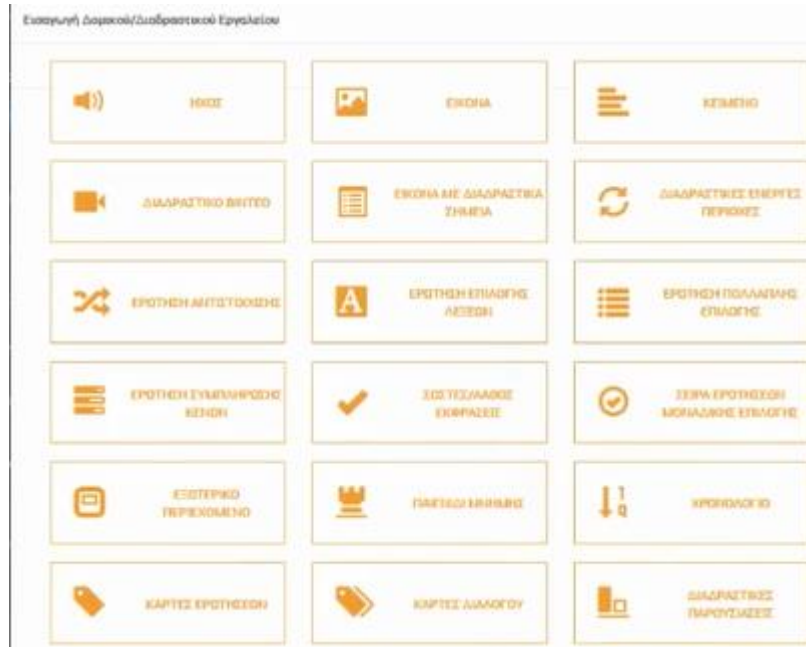 Εισαγωγή Δομικού/Διαδραστικού Εργαλείου
ΗΧΟΣ
ΕΙΚΟΝΑ
ΚΕΙΜΕΝΟ
ΔΙΑΔΡΑΣΤΙΚΟ ΒΙΝΤΕΟ
ΕΙΚΟΝΑ ΜΕ ΔΙΑΔΡΑΣΤΙΚΑ
ΣΗΜΕΙΑ
ΔΙΑΔΡΑΣΤΙΚΕΣ ΕΝΕΡΓΕΣ
ΠΕΡΙΟΧΕΣ
ΕΡΩΤΗΣΗ ΑΝΤΙΣΤΟΙΧΙΣΗΣ
ΕΡΩΤΗΣΗ ΕΠΙΛΟΓΗΣ
ΛΕΞΕΩΝ
ΕΡΩΤΗΣΗ ΠΟΛΛΑΠΛΗΣ
ΕΠΙΛΟΓΗΣ
ΕΡΩΤΗΣΗ ΣΥΜΠΛΗΡΩΣΗΣ
ΚΕΝΩΝ
ΣΩΣΤΕΣ/ΛΑΘΟΣ
ΕΚΦΡΑΣΕΙΣ
ΣΕΙΡΑ ΕΡΩΤΗΣΕΩΝ
ΜΟΝΑΔΙΚΗΣ ΕΠΙΛΟΓΗΣ
ΕΞΩΤΕΡΙΚΟ
ΠΕΡΙΕΧΟΜΕΝΟ
ΠΑΙΧΝΙΔΙ ΜΝΗΜΗΣ
ΧΡΟΝΟΛΟΓΙΟ
ΚΑΡΤΕΣ ΕΡΩΤΗΣΕΩΝ
ΚΑΡΤΕΣ ΔΙΑΛΟΓΟΥ
ΔΙΑΔΡΑΣΤΙΚΕΣ
ΠΑΡΟΥΣΙΑΣΕΙΣ